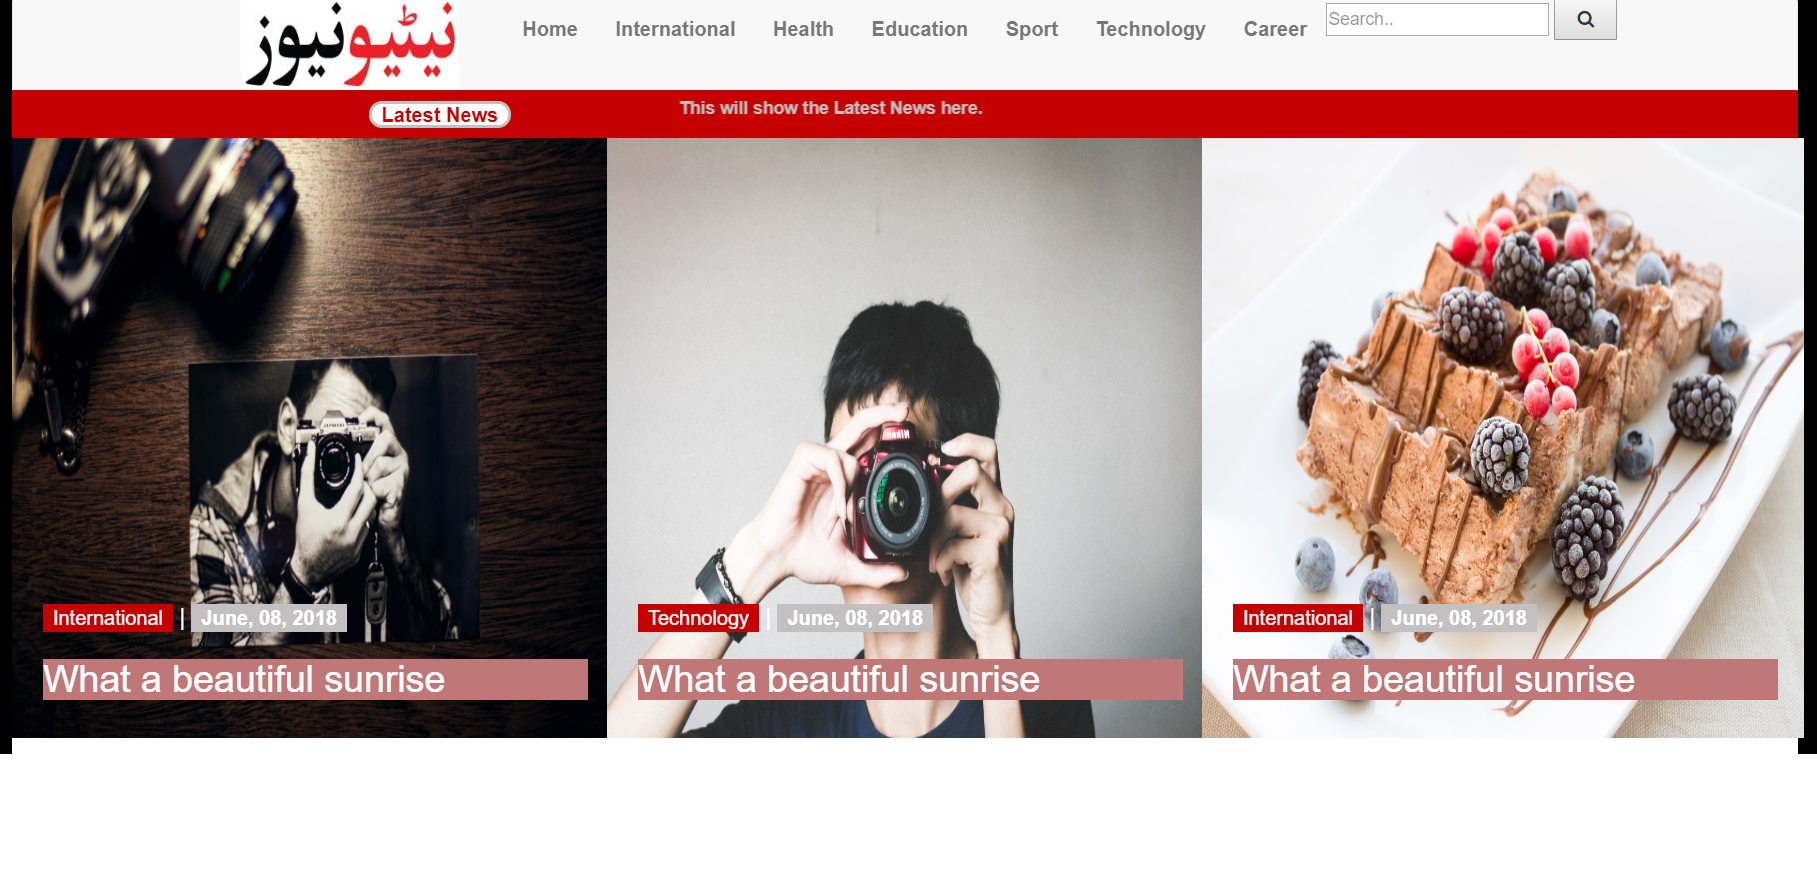 نیٹیو نیوز
Home International Health Education Sport Technology Career Search..
Latest News This will show the Latest News here.
International | June, 08, 2018
What a beautiful sunrise
Technology | June, 08, 2018
What a beautiful sunrise
International | June, 08, 2018
What a beautiful sunrise